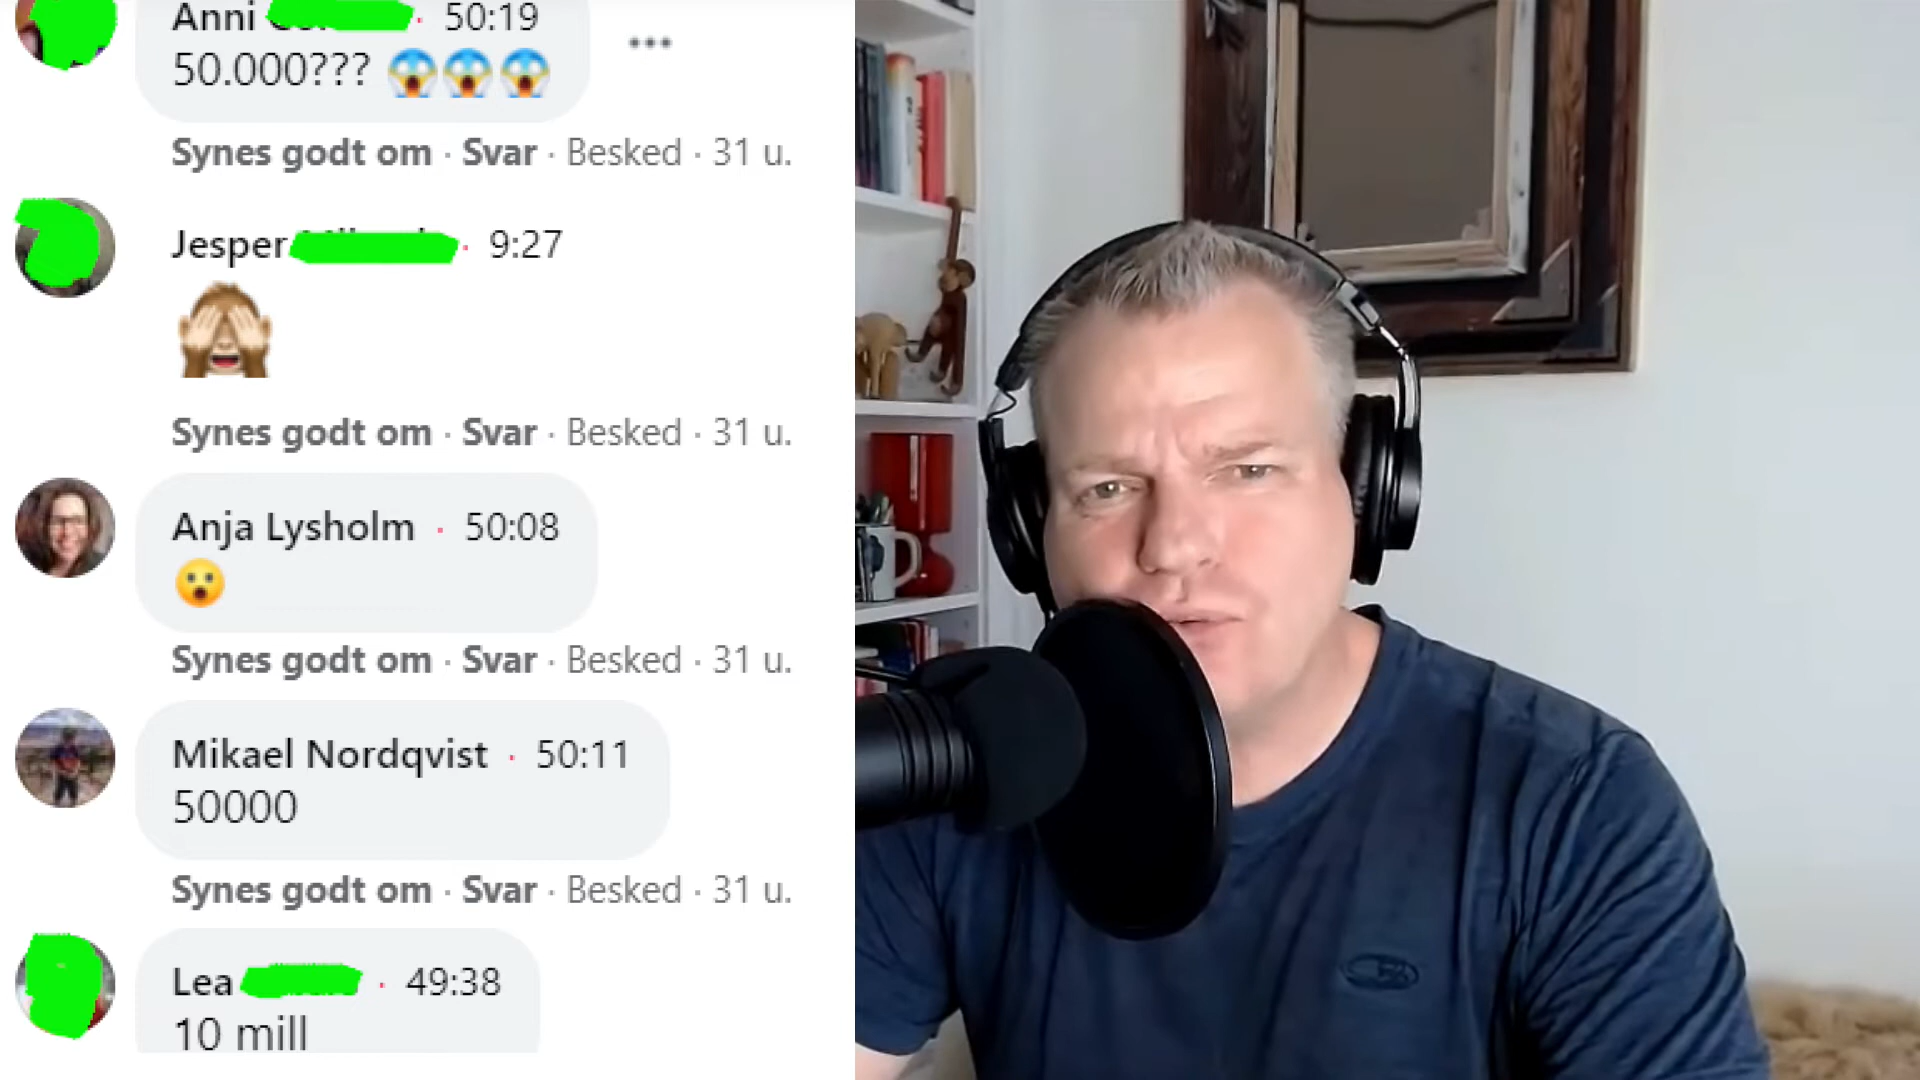 Anni · 50:19
50.000??? 😱😱😱
Synes godt om · Svar · Besked · 31 u.
Jesper · 9:27
🙈
Synes godt om · Svar · Besked · 31 u.
Anja Lysholm · 50:08
😮
Synes godt om · Svar · Besked · 31 u.
Mikael Nordqvist · 50:11
50000
Synes godt om · Svar · Besked · 31 u.
Lea · 49:38
10 mill